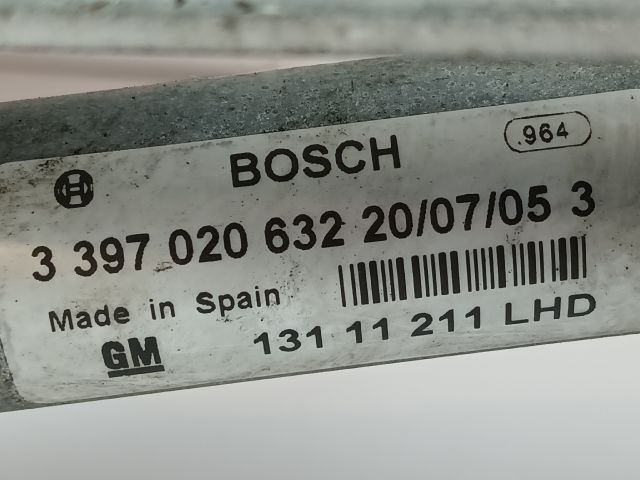 964
BOSCH
3 397 020 632 20/07/05 3
Made in Spain
GM
131 11 211 LHD